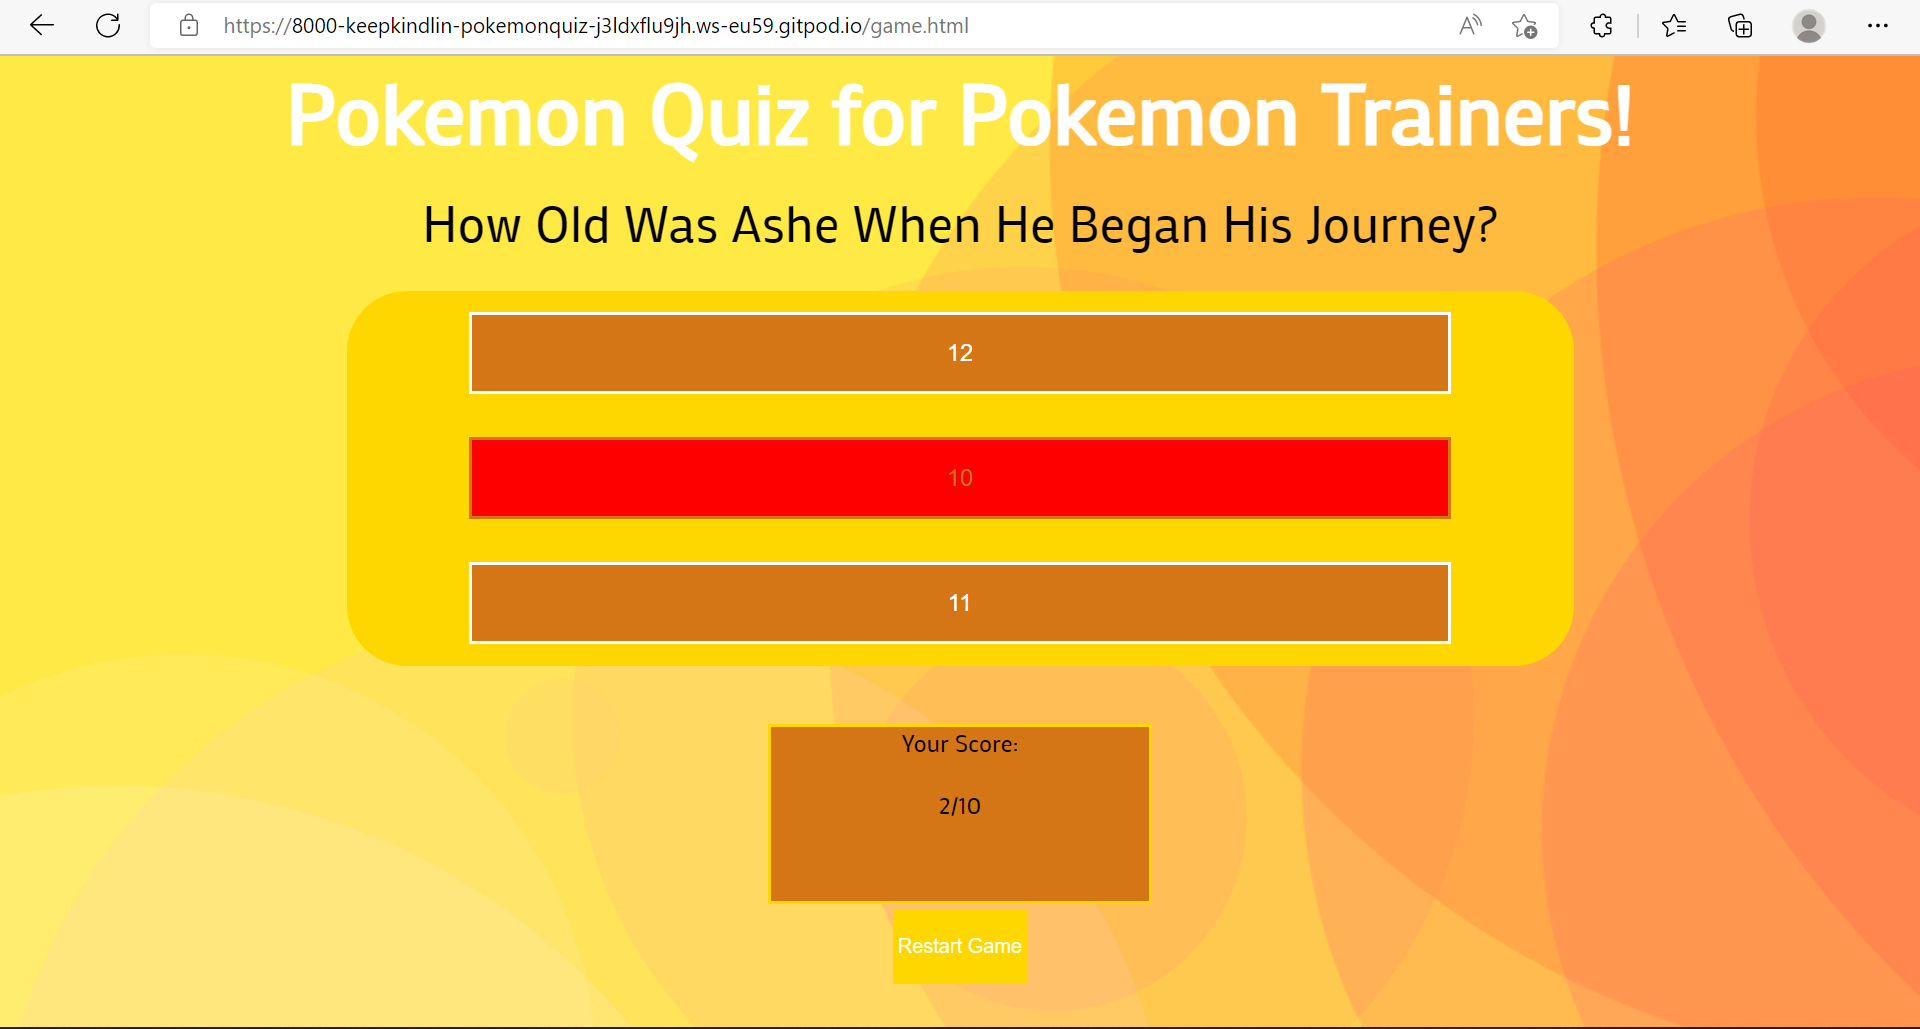 https://8000-keepkindlin-pokemonquiz-j3ldxflu9jh.ws-eu59.gitpod.io/game.html
Pokemon Quiz for Pokemon Trainers!
How Old Was Ashe When He Began His Journey?
12
10
11
Your Score:
2/10
Restart Game